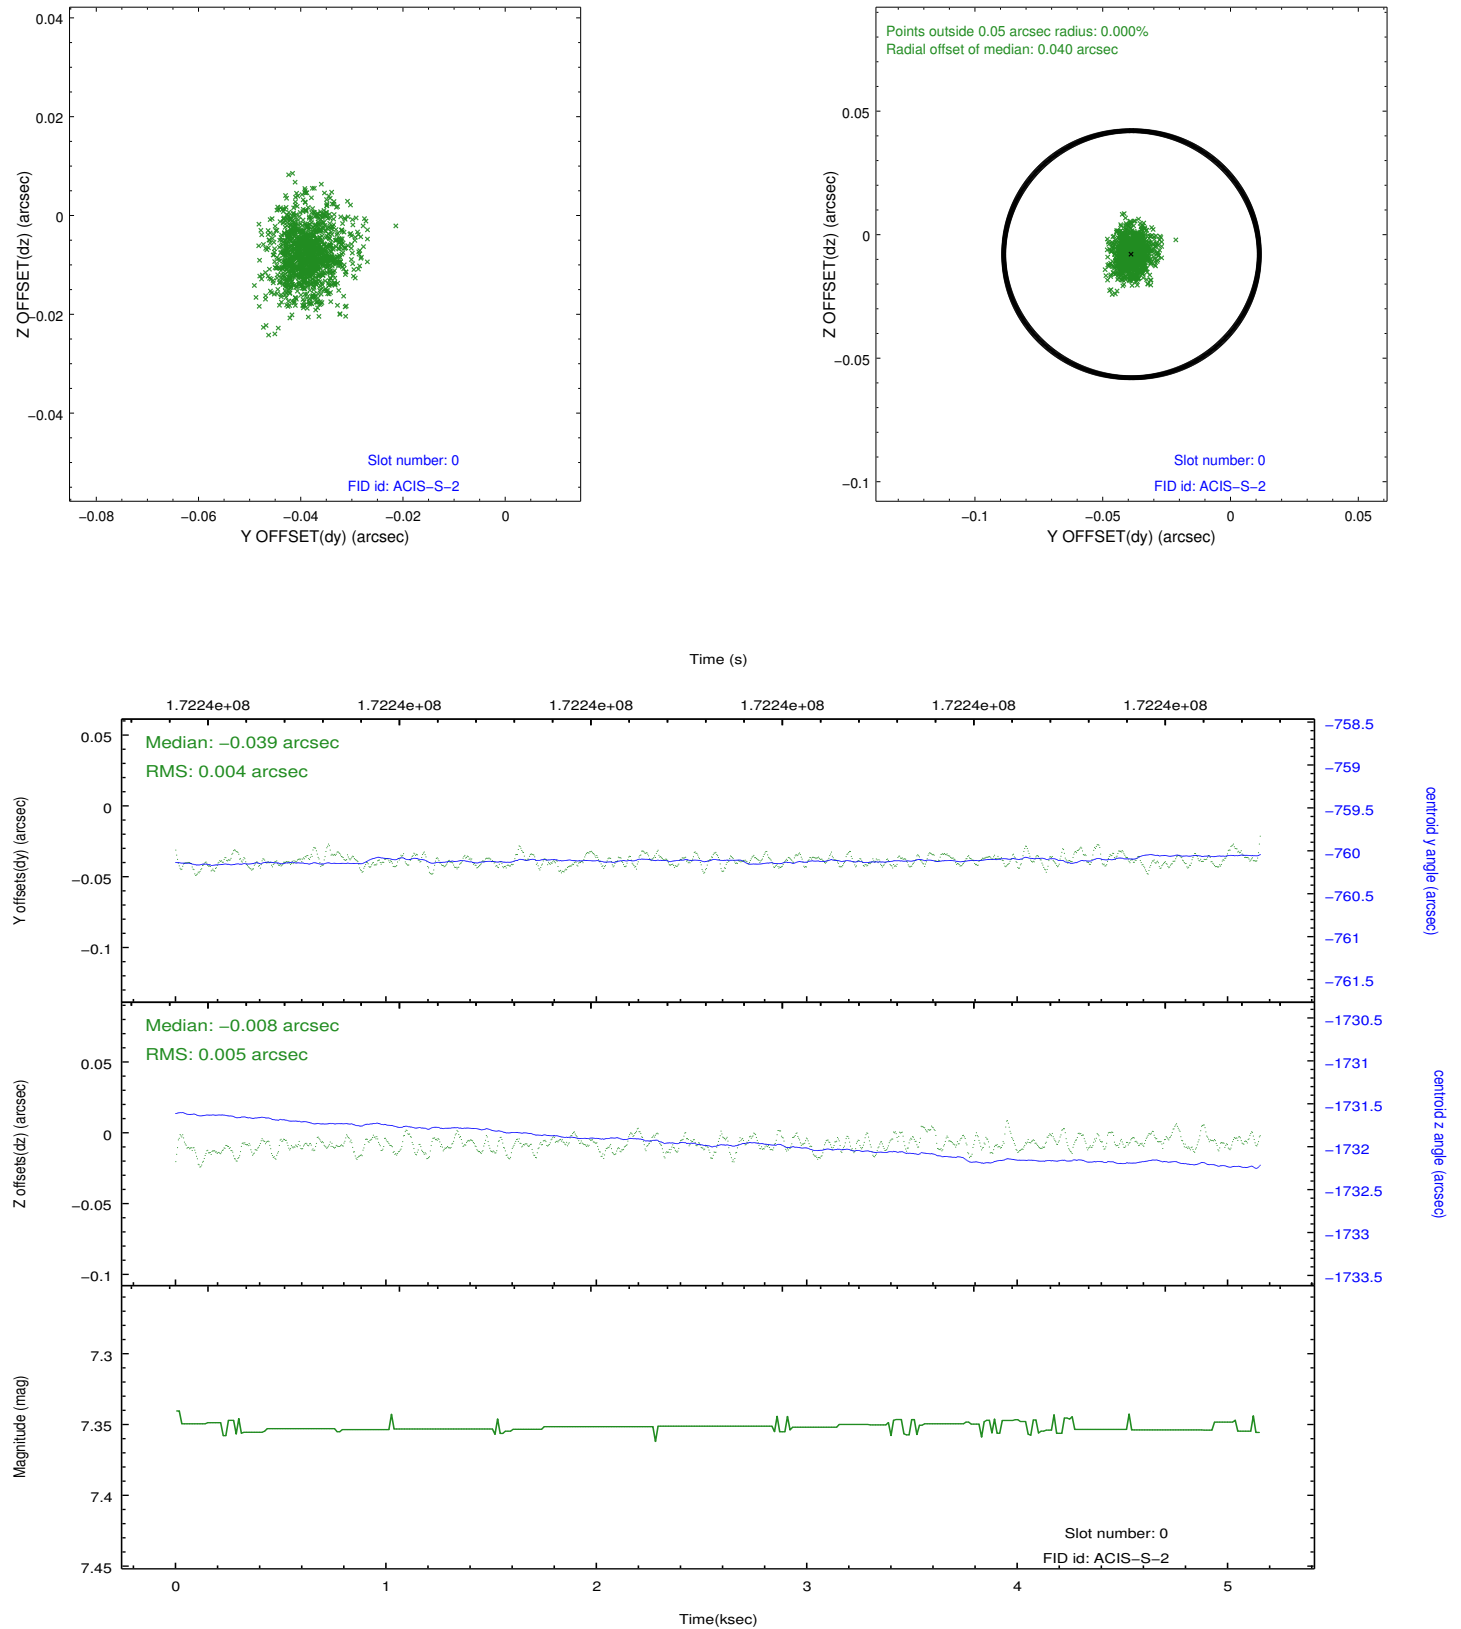 0.04
0.02
0
−0.02
−0.04
Z OFFSET(dz) (arcsec)
Slot number: 0
FID id: ACIS−S−2
−0.08 −0.06 −0.04 −0.02 0
Y OFFSET(dy) (arcsec)
Points outside 0.05 arcsec radius: 0.000%
Radial offset of median: 0.040 arcsec
0.05
0
−0.05
−0.1
Z OFFSET(dz) (arcsec)
Slot number: 0
FID id: ACIS−S−2
−0.1 −0.05 0 0.05
Y OFFSET(dy) (arcsec)
Time (s)
1.7224e+08 1.7224e+08 1.7224e+08 1.7224e+08 1.7224e+08 1.7224e+08
Median: −0.039 arcsec
RMS: 0.004 arcsec
0.05
0
−0.05
−0.1
Y offsets(dy) (arcsec)
−758.5
−759
−759.5
−760
−760.5
−761
−761.5
centroid y angle (arcsec)
Median: −0.008 arcsec
RMS: 0.005 arcsec
0.05
0
−0.05
−0.1
Z offsets(dz) (arcsec)
−1730.5
−1731
−1731.5
−1732
−1732.5
−1733
−1733.5
centroid z angle (arcsec)
7.3
7.35
7.4
7.45
Magnitude (mag)
Slot number: 0
FID id: ACIS−S−2
0 1 2 3 4 5
Time(ksec)